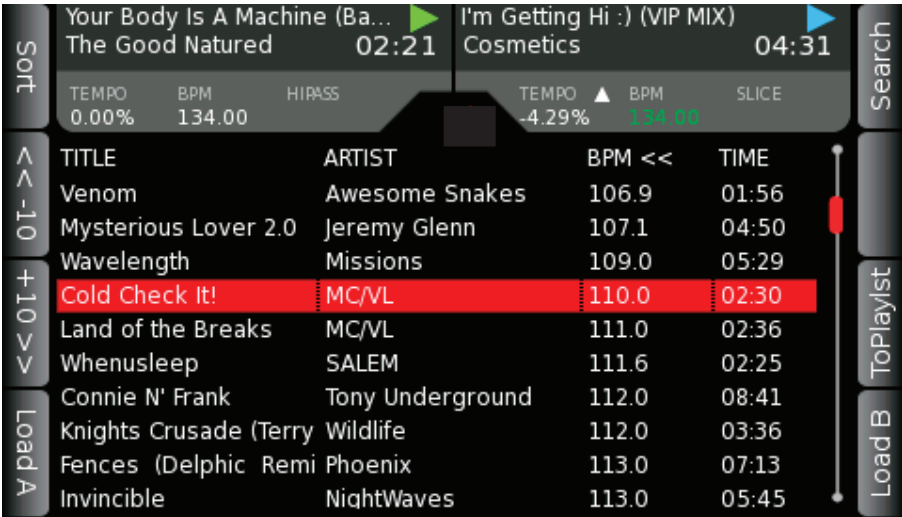 Sort
Your Body Is A Machine (Ba...
The Good Natured 02:21
I'm Getting Hi :) (VIP MIX)
Cosmetics 04:31
Search
TEMPO BPM HIPASS
0.00% 134.00
TEMPO ▲ BPM SLICE
-4.29% 134.00
TITLE ARTIST BPM << TIME
Venom Awesome Snakes 106.9 01:56
Mysterious Lover 2.0 Jeremy Glenn 107.1 04:50
Wavelength Missions 109.0 05:29
Cold Check It! MC/VL 110.0 02:30
Land of the Breaks MC/VL 111.0 02:36
Whenusleep SALEM 111.6 02:25
Connie N' Frank Tony Underground 112.0 08:41
Knights Crusade (Terry Wildlife 112.0 03:36
Fences (Delphic Remi Phoenix 113.0 07:13
Invincible NightWaves 113.0 05:45
<< -10
+10 >>
Load A
ToPlaylst
Load B